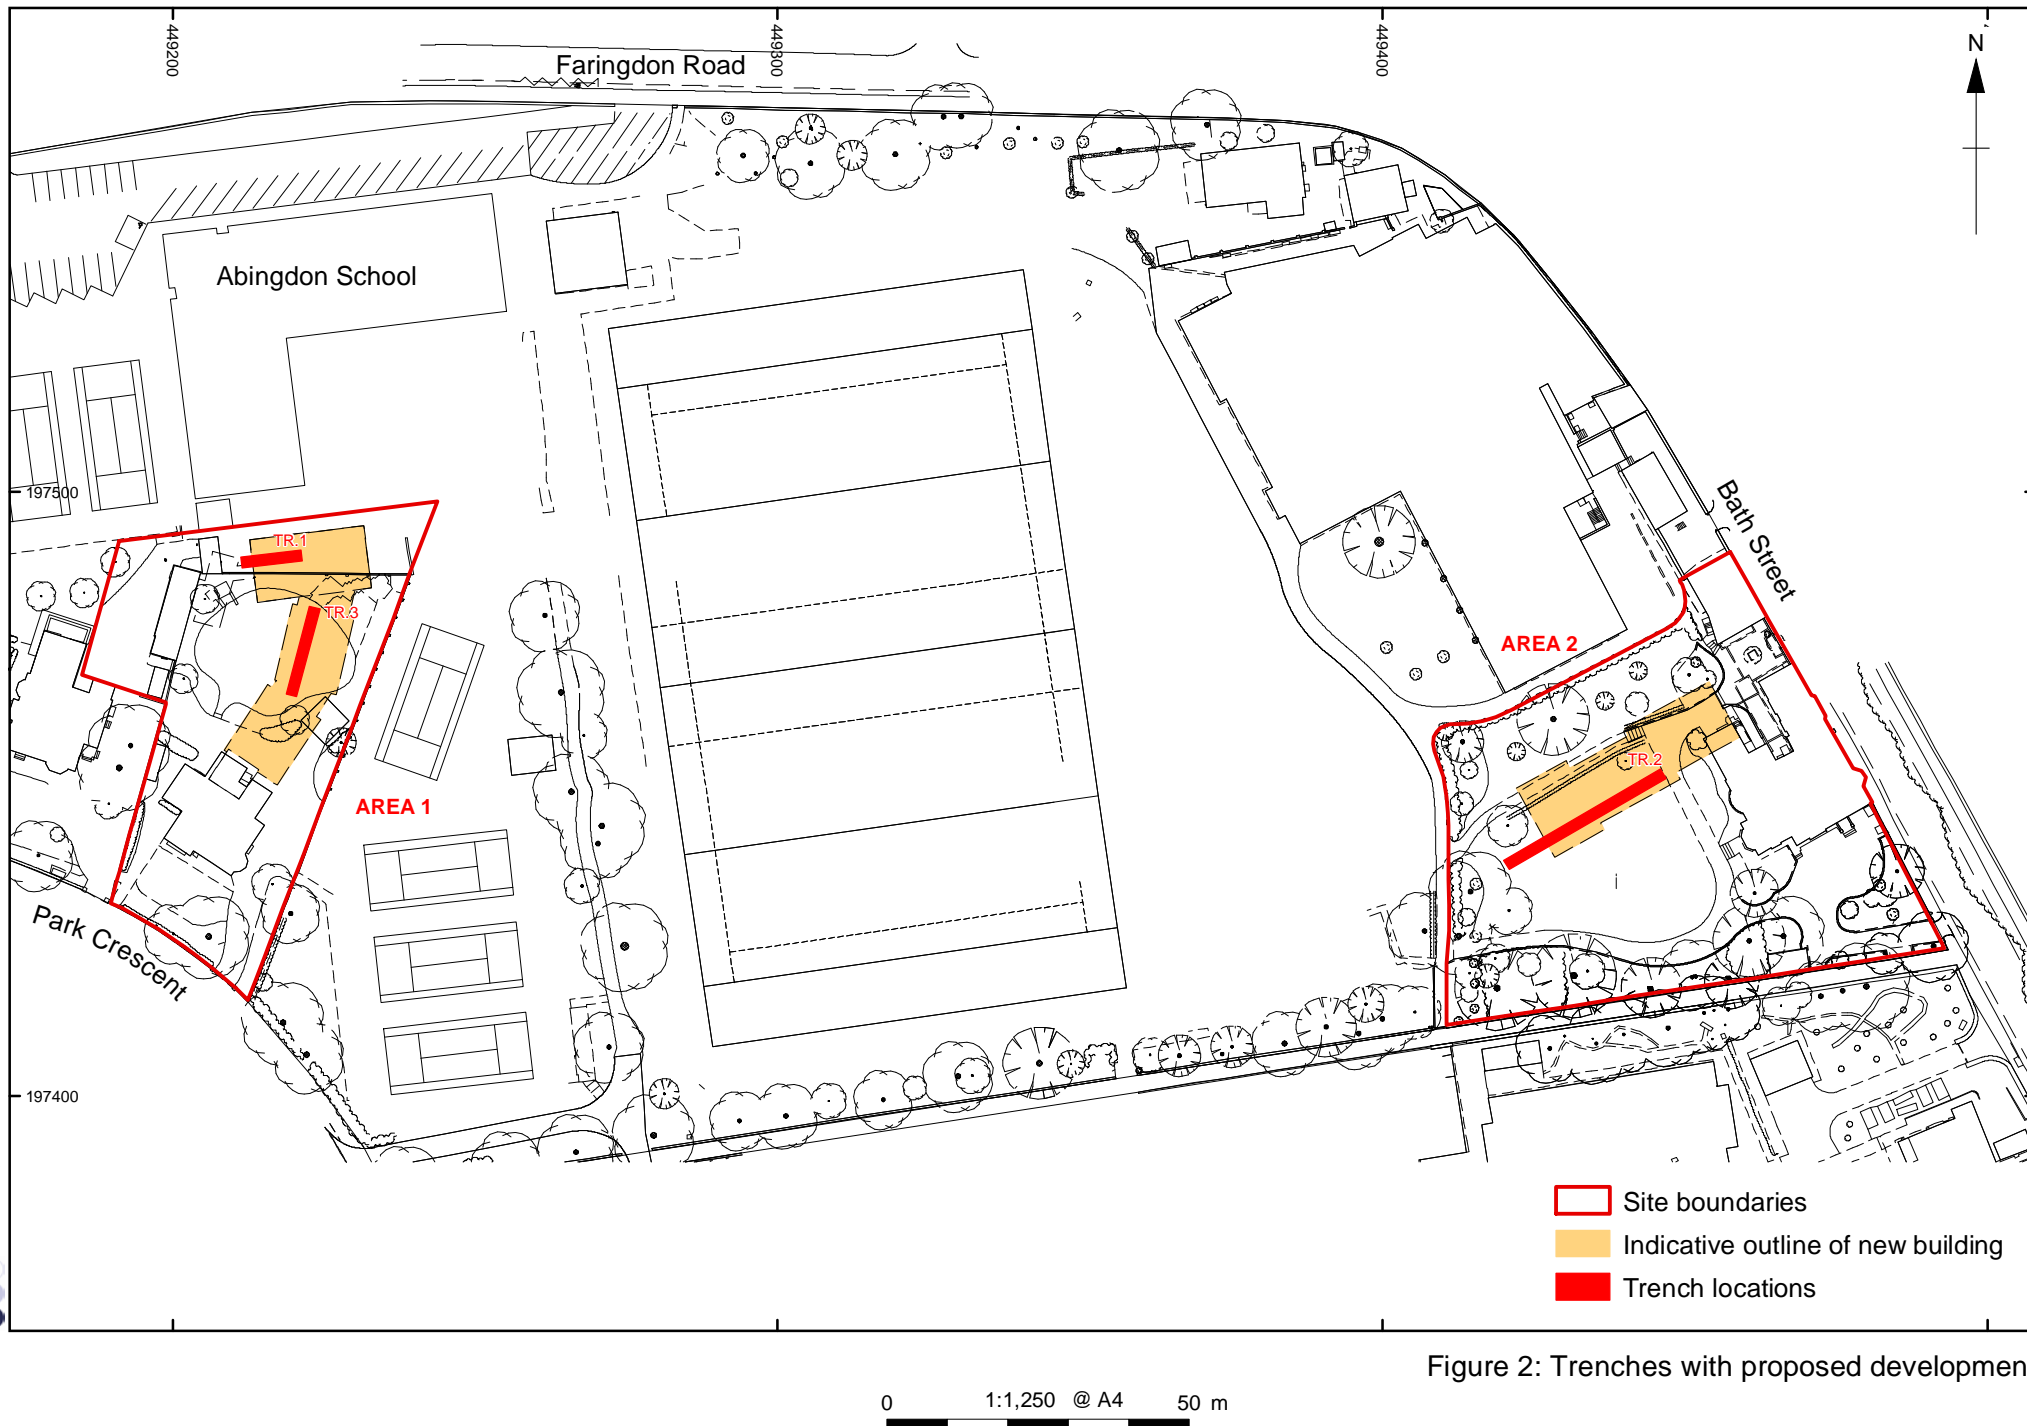 449200
449300
449400
N
Faringdon Road
Abingdon School
197500
Bath Street
TR.1
TR.3
AREA 2
TR.2
AREA 1
Park Crescent
197400
Site boundaries
Indicative outline of new building
Trench locations
Figure 2: Trenches with proposed developmen
0 1:1,250 @ A4 50 m